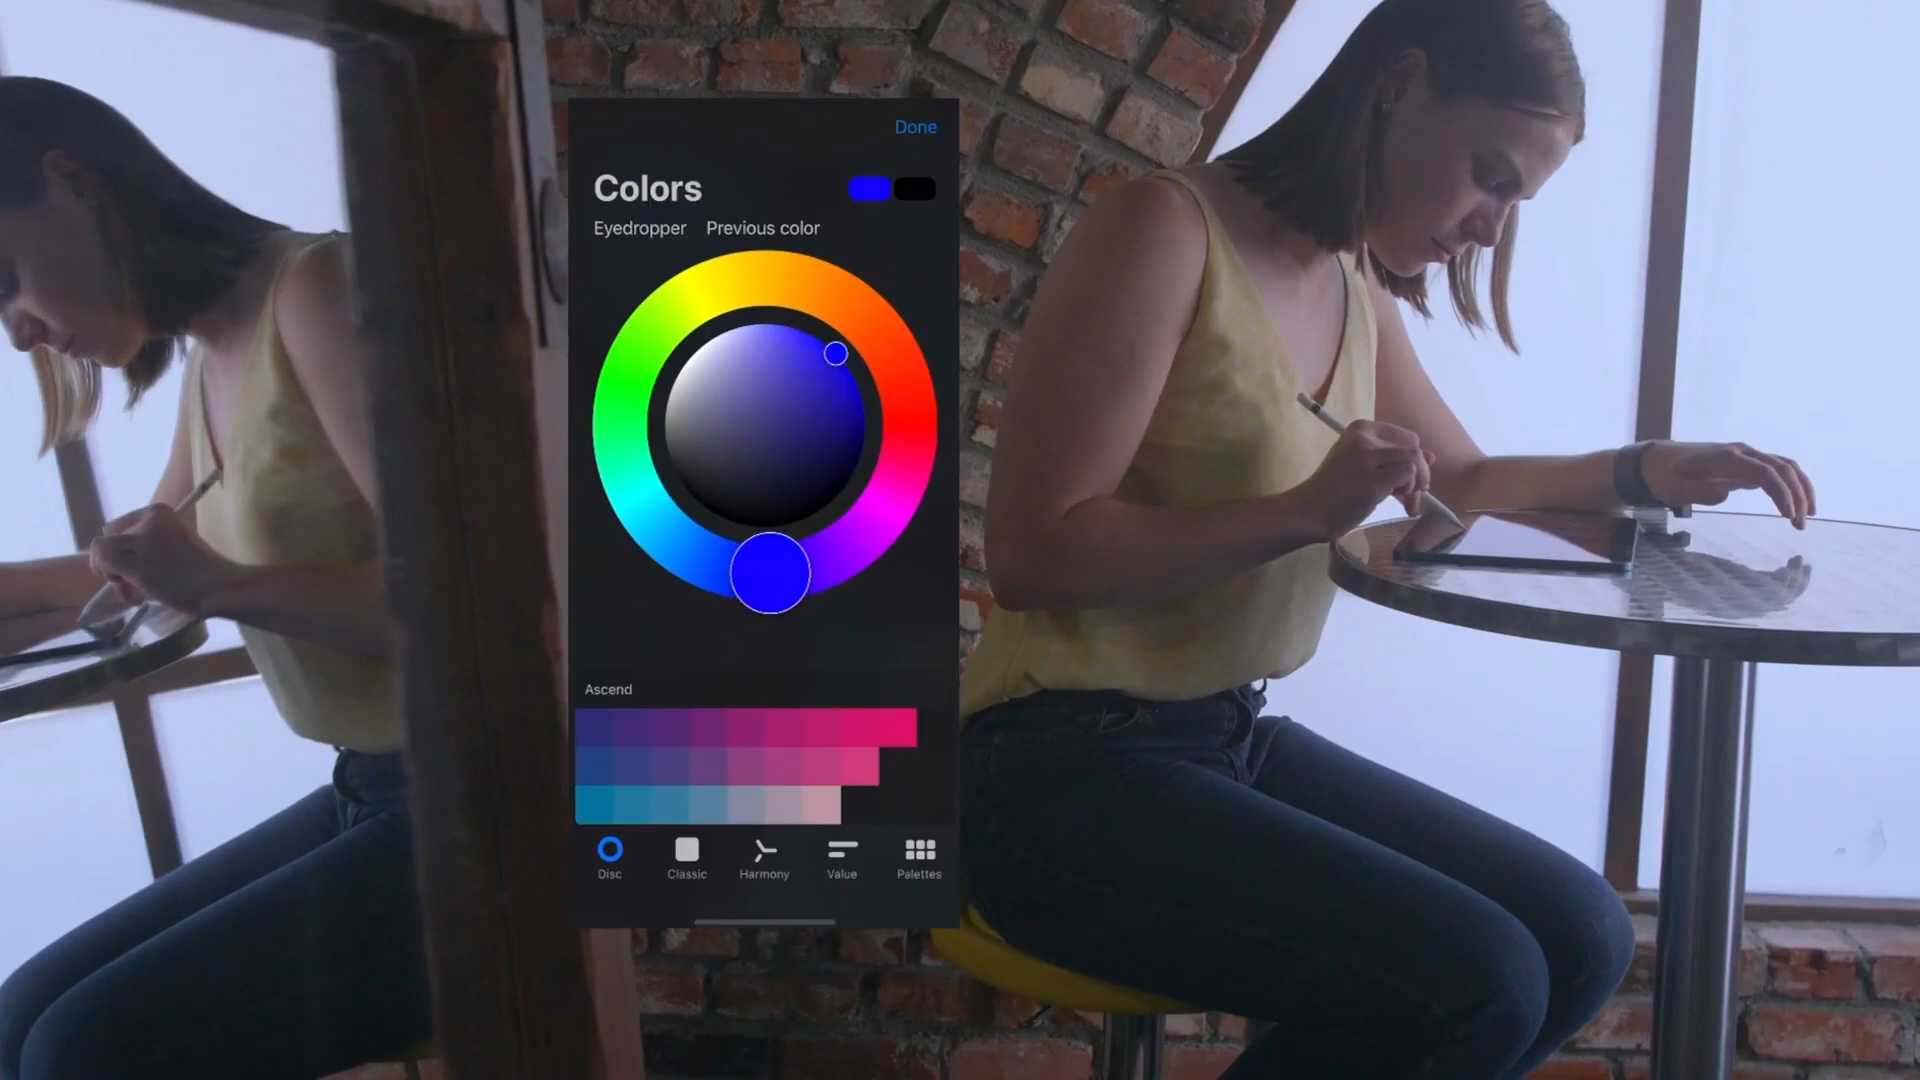 Done
Colors
Eyedropper Previous color
Ascend
Disc Classic Harmony Value Palettes